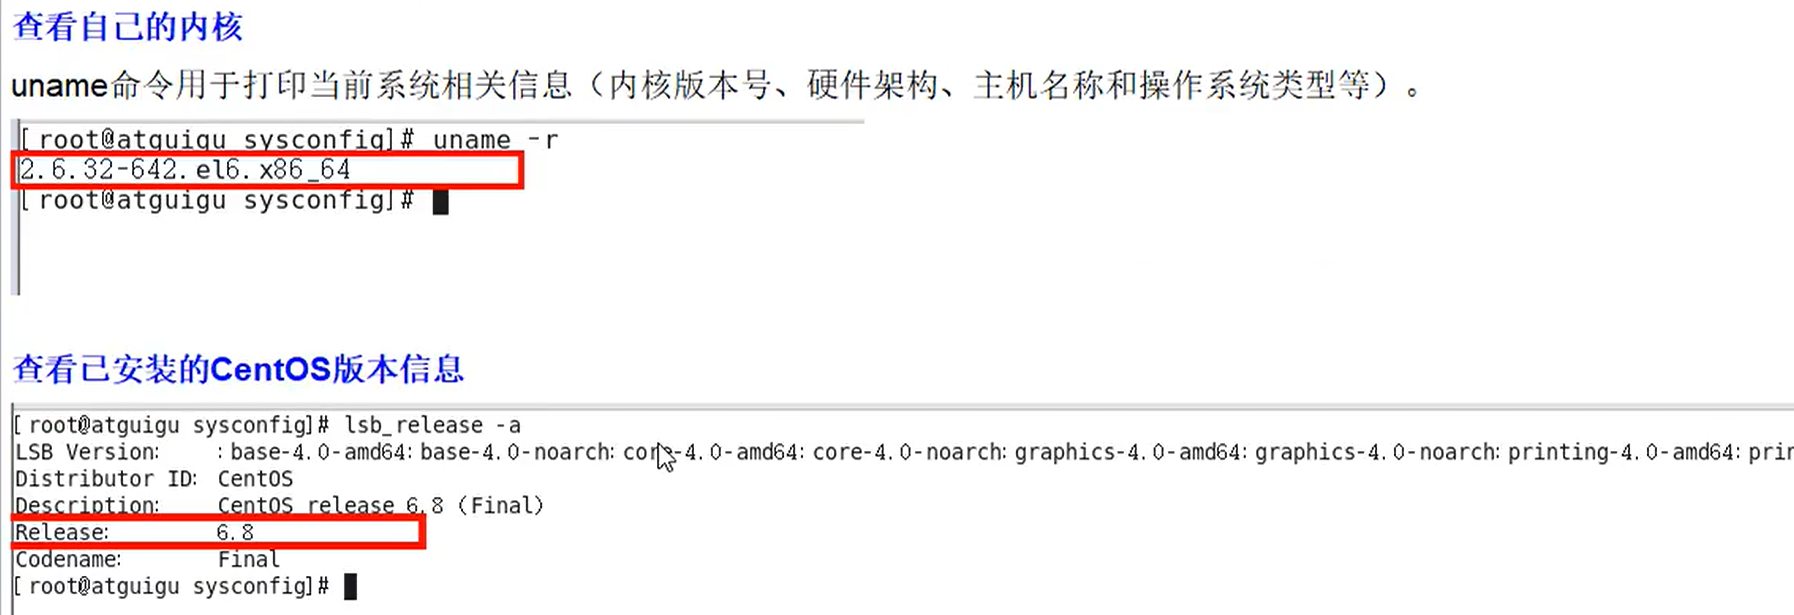 查看自己的内核
uname命令用于打印当前系统相关信息（内核版本号、硬件架构、主机名称和操作系统类型等）。
[root@atguigu sysconfig]# uname -r
2.6.32-642.el6.x86_64
[root@atguigu sysconfig]#
查看已安装的CentOS版本信息
[root@atguigu sysconfig]# lsb_release -a
LSB Version: :base-4.0-amd64:base-4.0-noarch:core-4.0-amd64:core-4.0-noarch:graphics-4.0-amd64:graphics-4.0-noarch:printing-4.0-amd64:prin
Distributor ID: CentOS
Description: CentOS release 6.8 (Final)
Release: 6.8
Codename: Final
[root@atguigu sysconfig]#